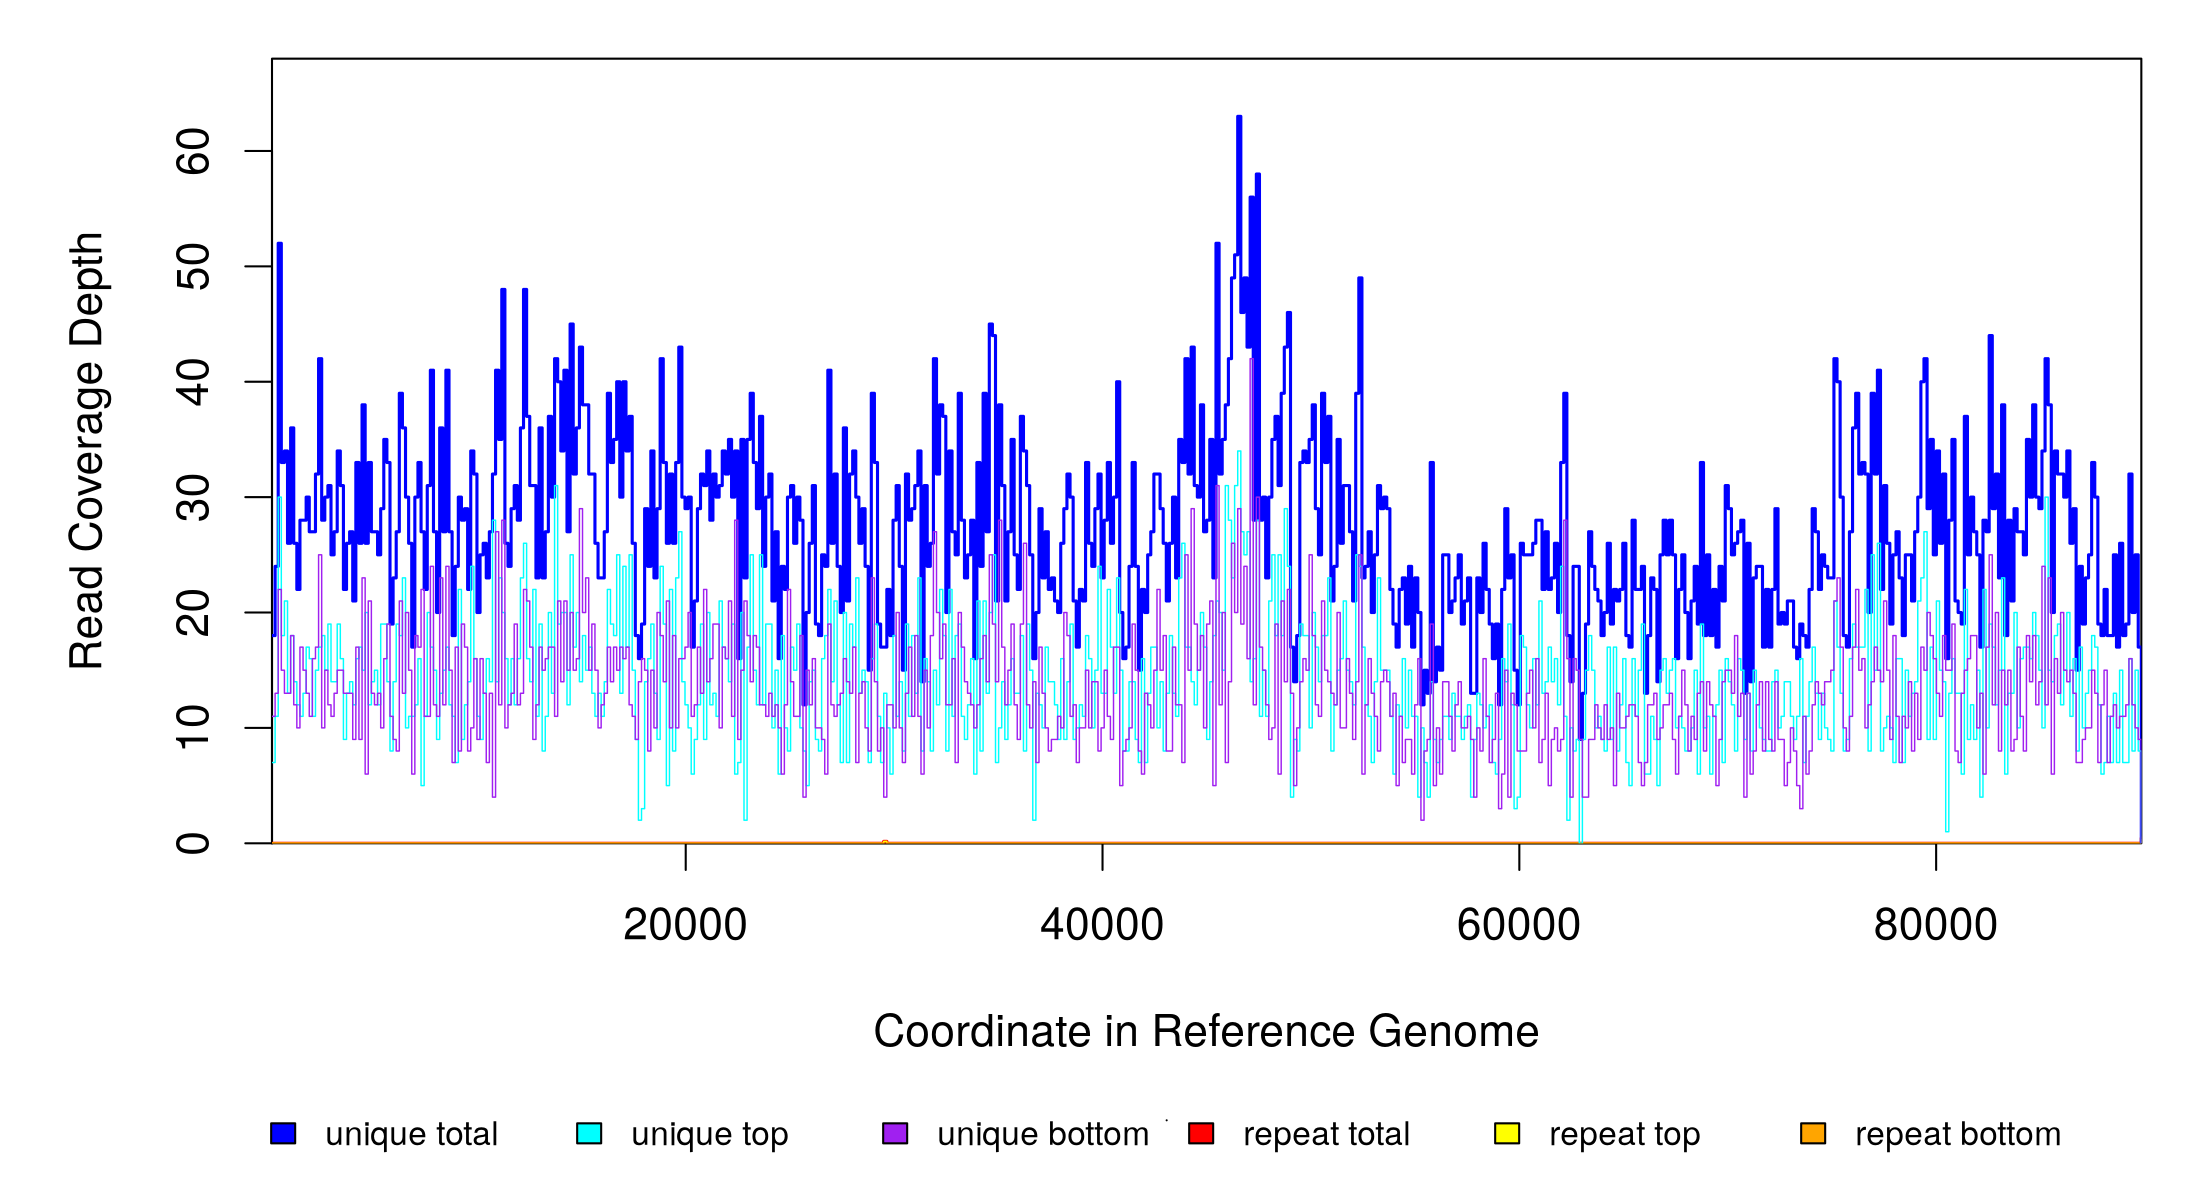 Read Coverage Depth
60
50
40
30
20
10
0
20000 40000 60000 80000
Coordinate in Reference Genome
unique total unique top unique bottom repeat total repeat top repeat bottom